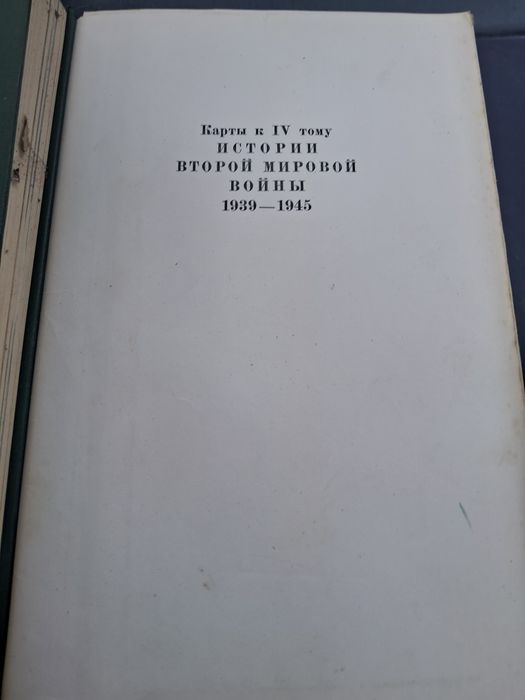 Карты к IV тому
ИСТОРИИ
ВТОРОЙ МИРОВОЙ
ВОЙНЫ
1939—1945